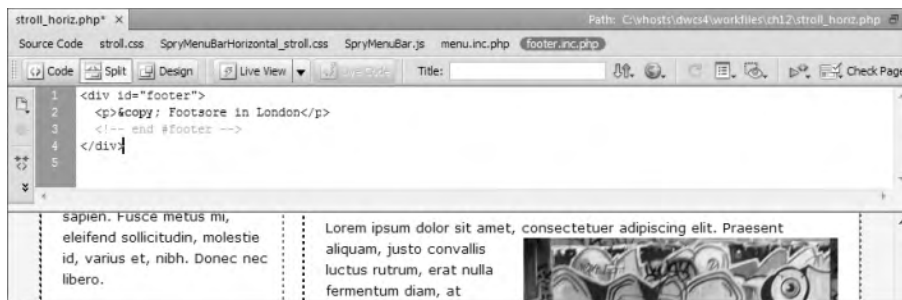 stroll_horiz.php* × Path: C:\vhosts\dwcs4\workfiles\ch12\stroll_horiz.php
Source Code stroll.css SpryMenuBarHorizontal_stroll.css SpryMenuBar.js menu.inc.php footer.inc.php
Code Split Design Live View Live Code Title: Check Page
1 <div id="footer">
2 <p>&copy; Footsore in London</p>
3 <!-- end #footer -->
4 </div>
5
sapien. Fusce metus mi,
eleifend sollicitudin, molestie
id, varius et, nibh. Donec nec
libero.
Lorem ipsum dolor sit amet, consectetuer adipiscing elit. Praesent
aliquam, justo convallis
luctus rutrum, erat nulla
fermentum diam, at